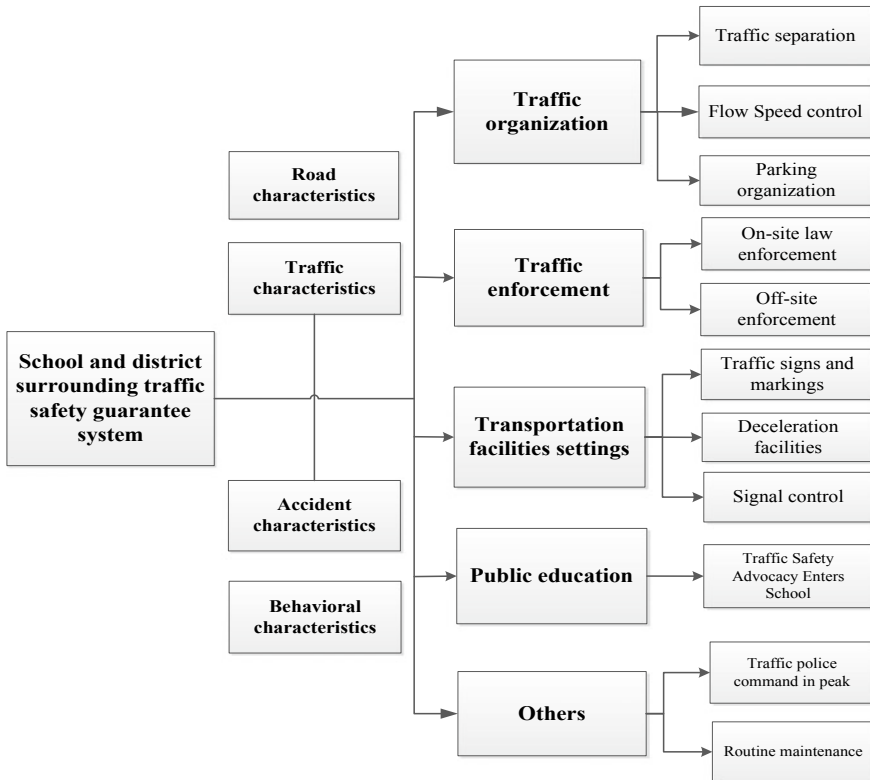 School and district
surrounding traffic
safety guarantee
system
Road
characteristics
Traffic
characteristics
Accident
characteristics
Behavioral
characteristics
Traffic
organization
Traffic
enforcement
Transportation
facilities settings
Public education
Others
Traffic separation
Flow Speed control
Parking
organization
On-site law
enforcement
Off-site
enforcement
Traffic signs and
markings
Deceleration
facilities
Signal control
Traffic Safety
Advocacy Enters
School
Traffic police
command in peak
Routine maintenance